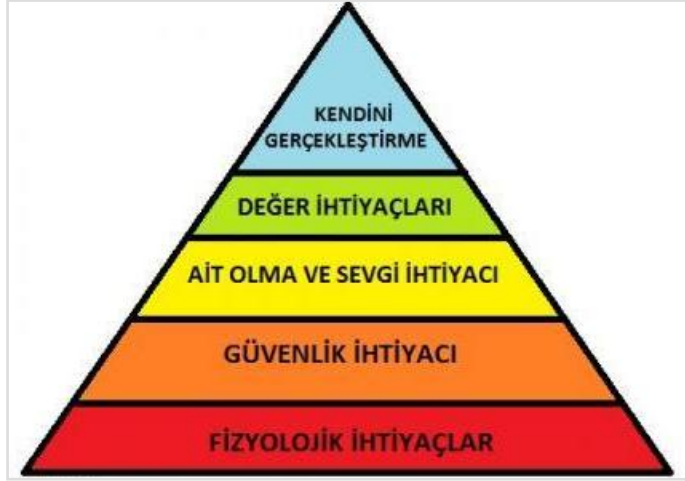 KENDİNİ
GERÇEKLEŞTİRME
DEĞER İHTİYAÇLARI
AİT OLMA VE SEVGİ İHTİYACI
GÜVENLİK İHTİYACI
FİZYOLOJİK İHTİYAÇLAR